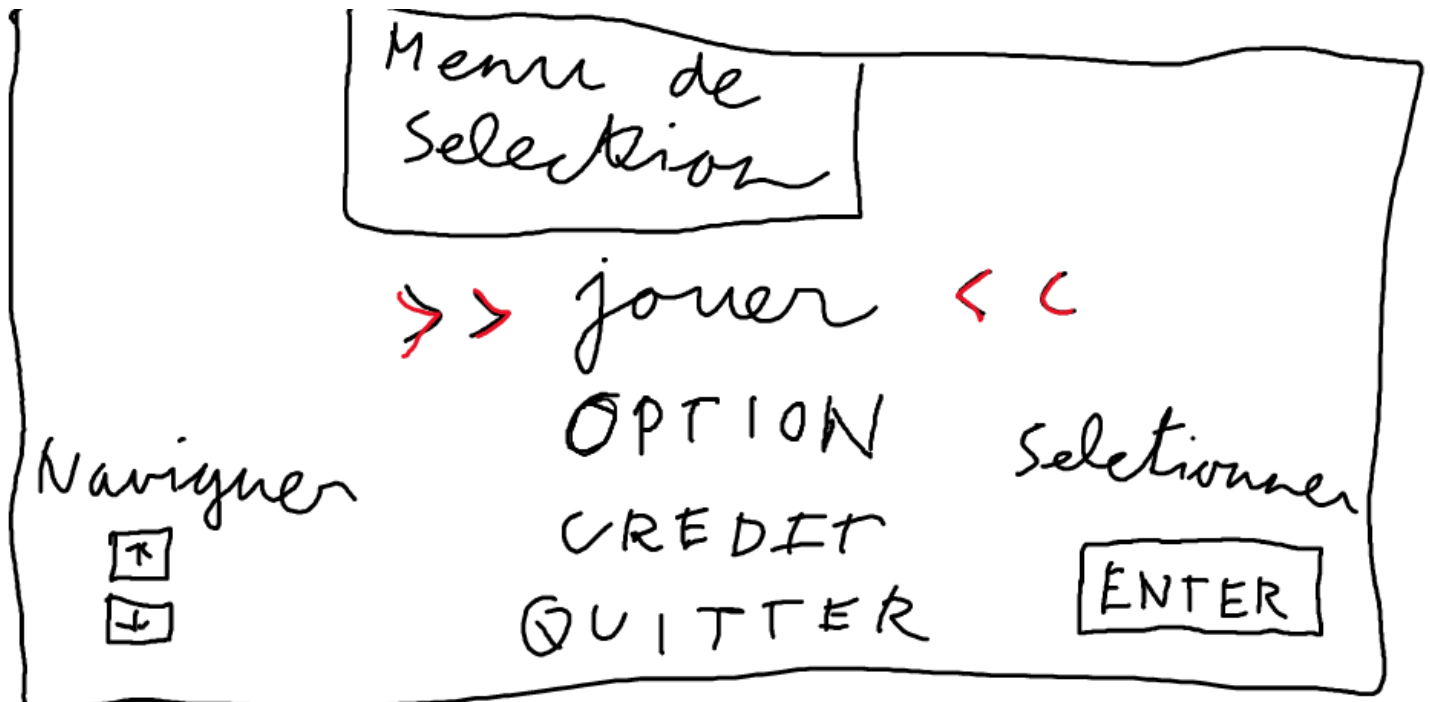 Menu de
Selection
>> jouer <<
OPTION
CREDIT
QUITTER
Naviguer
↑
↓
Seletionner
ENTER